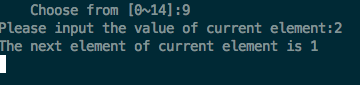 Choose from [0~14]:9
Please input the value of current element:2
The next element of current element is 1